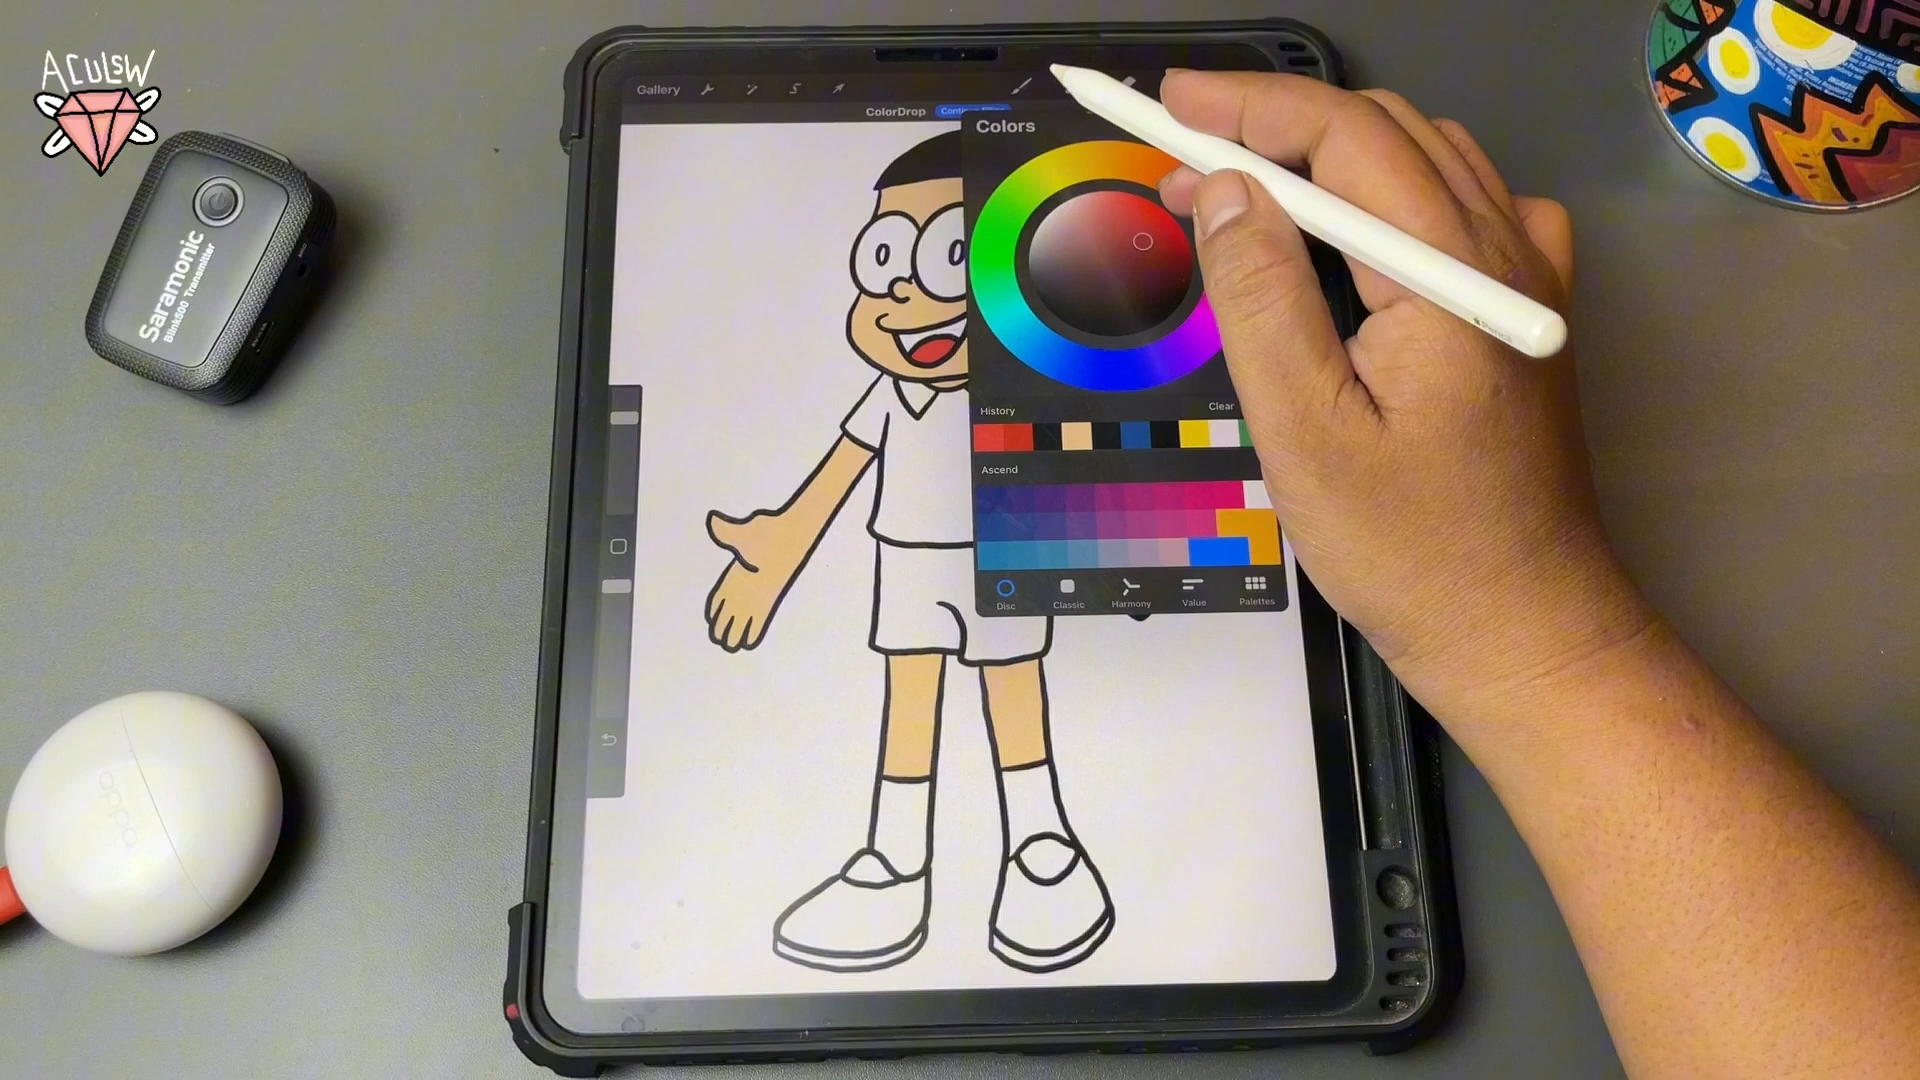 ACULSW
Gallery
ColorDrop
Colors
Saramonic
Blink500 Transmitter
History
Clear
Ascend
Disc
Classic
Harmony
Value
Palettes
oppo